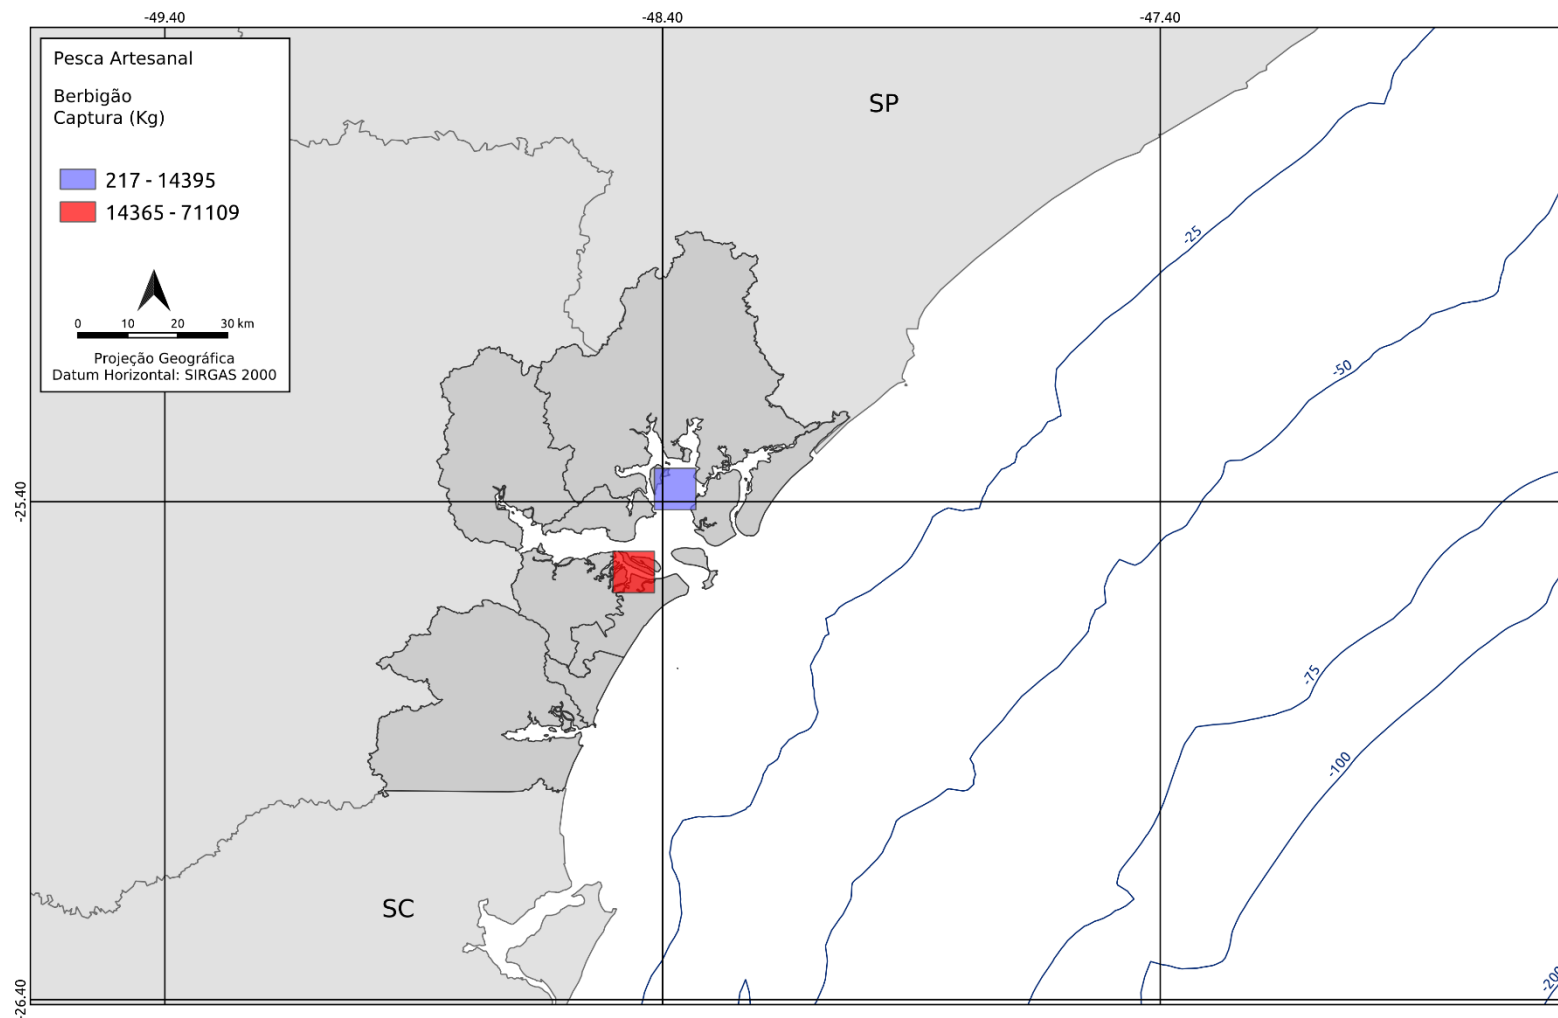 -49.40
-48.40
-47.40
Pesca Artesanal
Berbigão
Captura (Kg)
217 - 14395
14365 - 71109
0 10 20 30 km
Projeção Geográfica
Datum Horizontal: SIRGAS 2000
SP
-25
-50
-25.40
-75
-100
SC
-200
-26.40